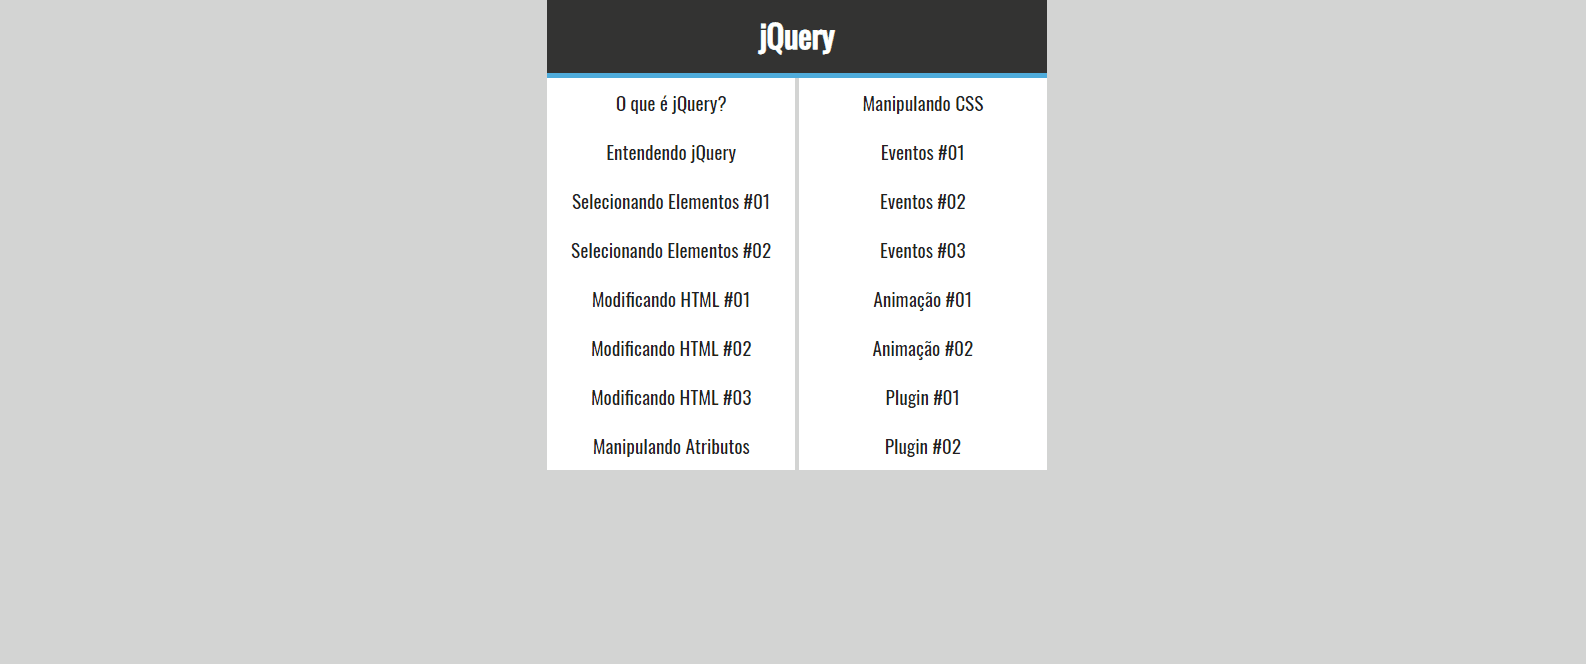 jQuery
O que é jQuery?
Entendendo jQuery
Selecionando Elementos #01
Selecionando Elementos #02
Modificando HTML #01
Modificando HTML #02
Modificando HTML #03
Manipulando Atributos
Manipulando CSS
Eventos #01
Eventos #02
Eventos #03
Animação #01
Animação #02
Plugin #01
Plugin #02